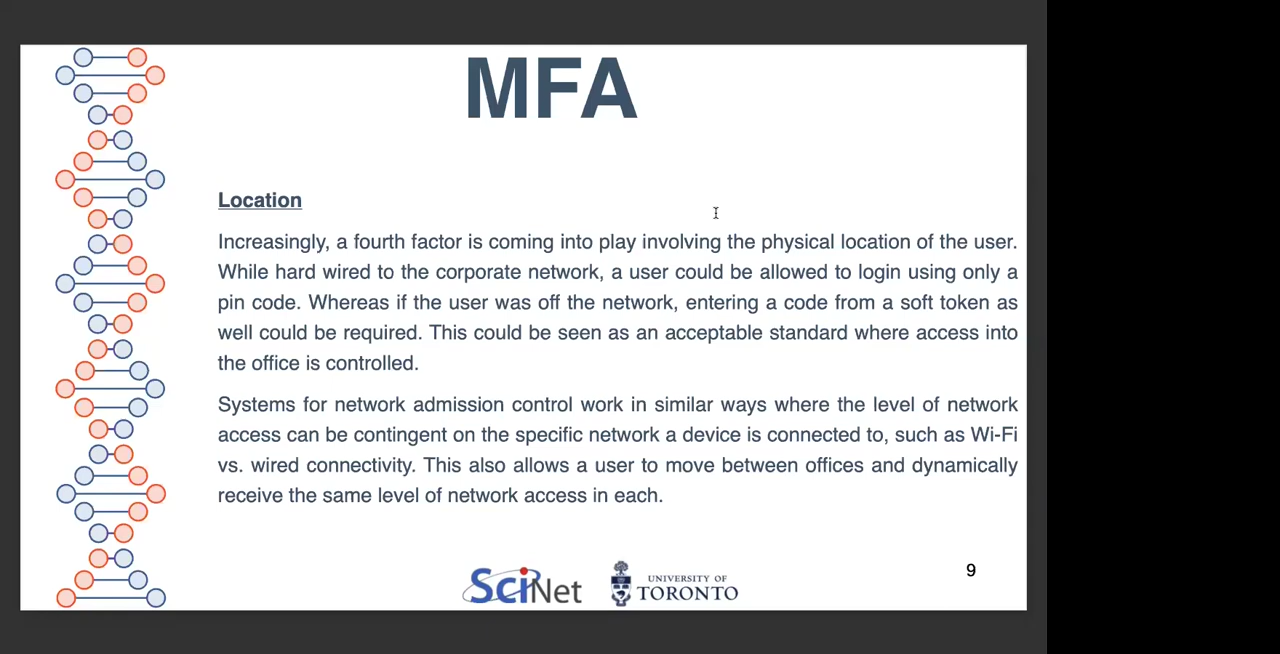 MFA
Location
Increasingly, a fourth factor is coming into play involving the physical location of the user.
While hard wired to the corporate network, a user could be allowed to login using only a
pin code. Whereas if the user was off the network, entering a code from a soft token as
well could be required. This could be seen as an acceptable standard where access into
the office is controlled.
Systems for network admission control work in similar ways where the level of network
access can be contingent on the specific network a device is connected to, such as Wi-Fi
vs. wired connectivity. This also allows a user to move between offices and dynamically
receive the same level of network access in each.
SciNet
UNIVERSITY OF
TORONTO
9